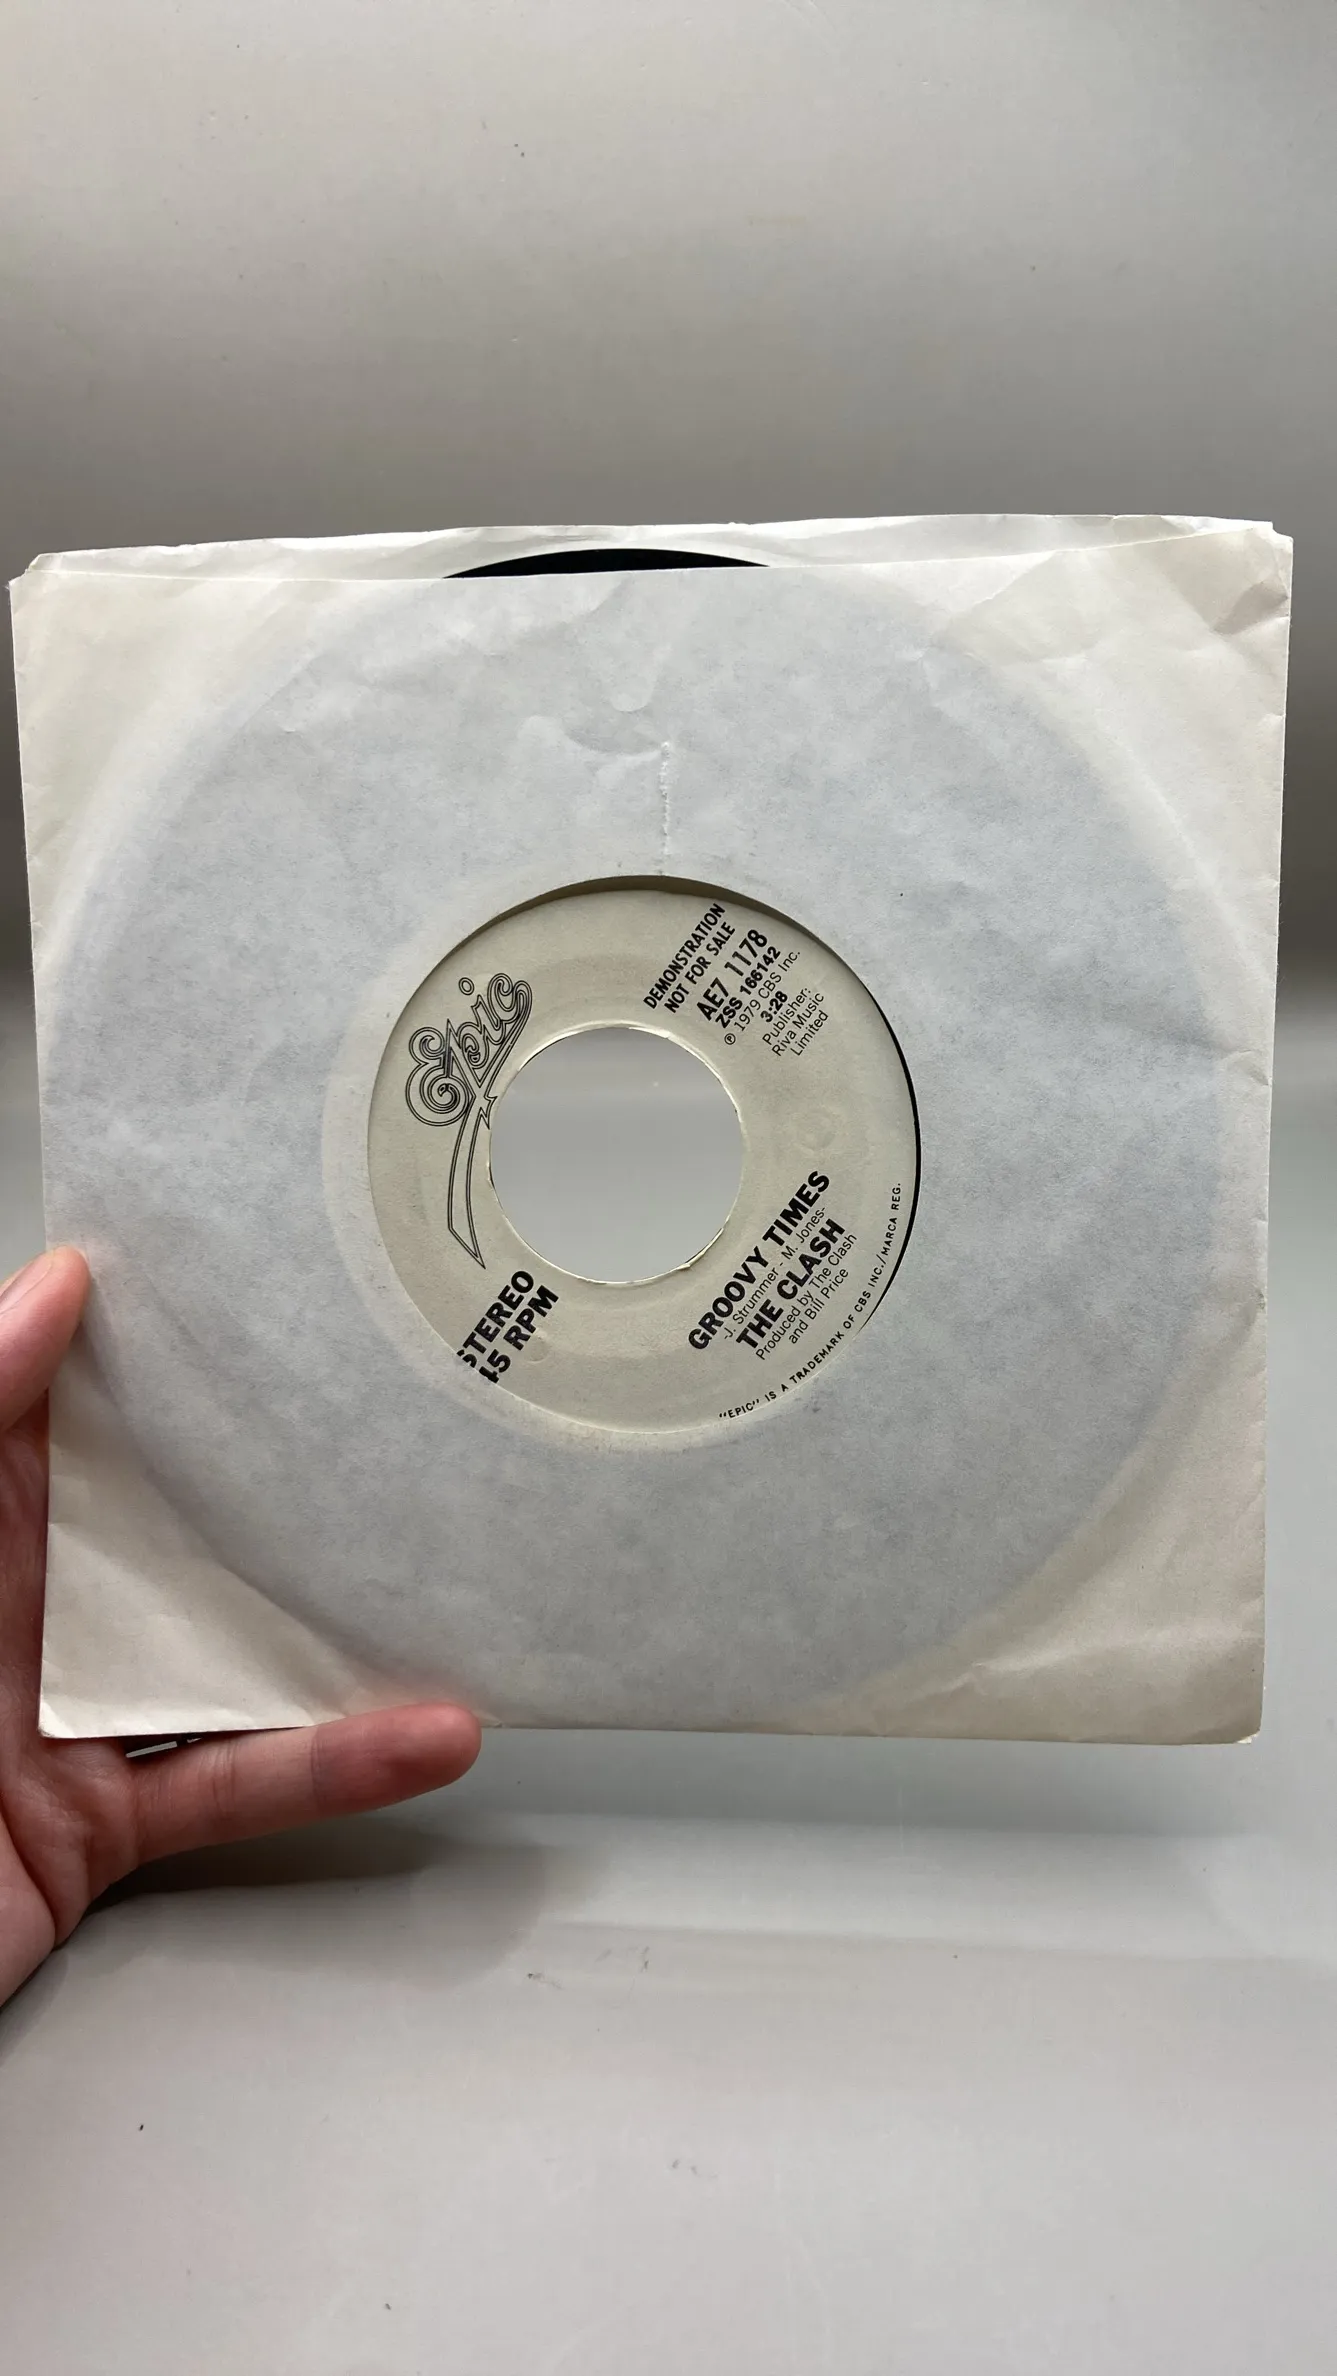 Epic
DEMONSTRATION
NOT FOR SALE
AE7 1178
ZSS 166142
℗ 1979 CBS Inc.
3:28
Publisher:
Riva Music
Limited
STEREO
45 RPM
GROOVY TIMES
-J. Strummer - M. Jones-
THE CLASH
Produced by The Clash
and Bill Price
"EPIC" IS A TRADEMARK OF CBS INC./MARCA REG.